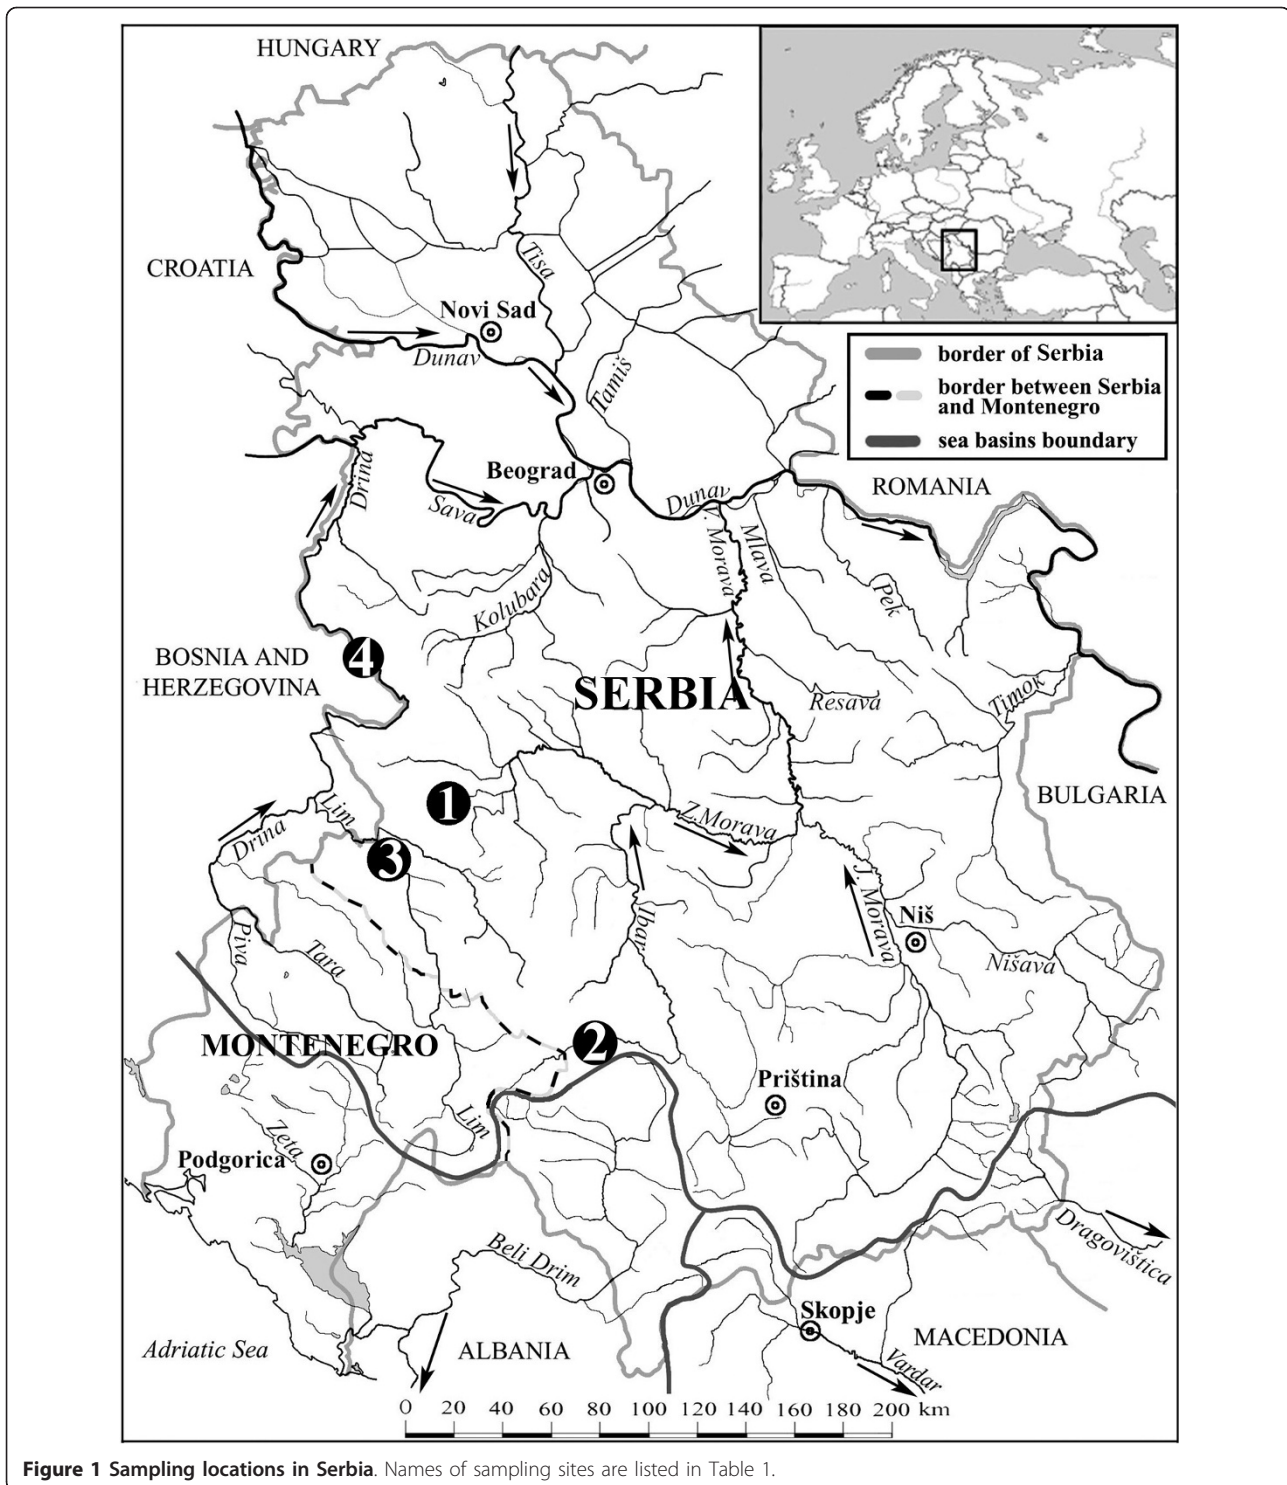 HUNGARY
CROATIA
Tisa
Novi Sad
Dunav
Tamiš
border of Serbia
border between Serbia
and Montenegro
sea basins boundary
Beograd
Drina
Sava
Dunav
ROMANIA
V. Morava
Mlava
Pek
Kolubara
BOSNIA AND
HERZEGOVINA
4
SERBIA
Resava
Timok
BULGARIA
1
Lim
Drina
Z.Morava
3
Ibar
J. Morava
Niš
Nišava
Piva
Tara
MONTENEGRO
2
Priština
Lim
Zeta
Podgorica
Dragovištica
Beli Drim
Skopje
MACEDONIA
Adriatic Sea
ALBANIA
Vardar
0 20 40 60 80 100 120 140 160 180 200 km
Figure 1 Sampling locations in Serbia. Names of sampling sites are listed in Table 1.